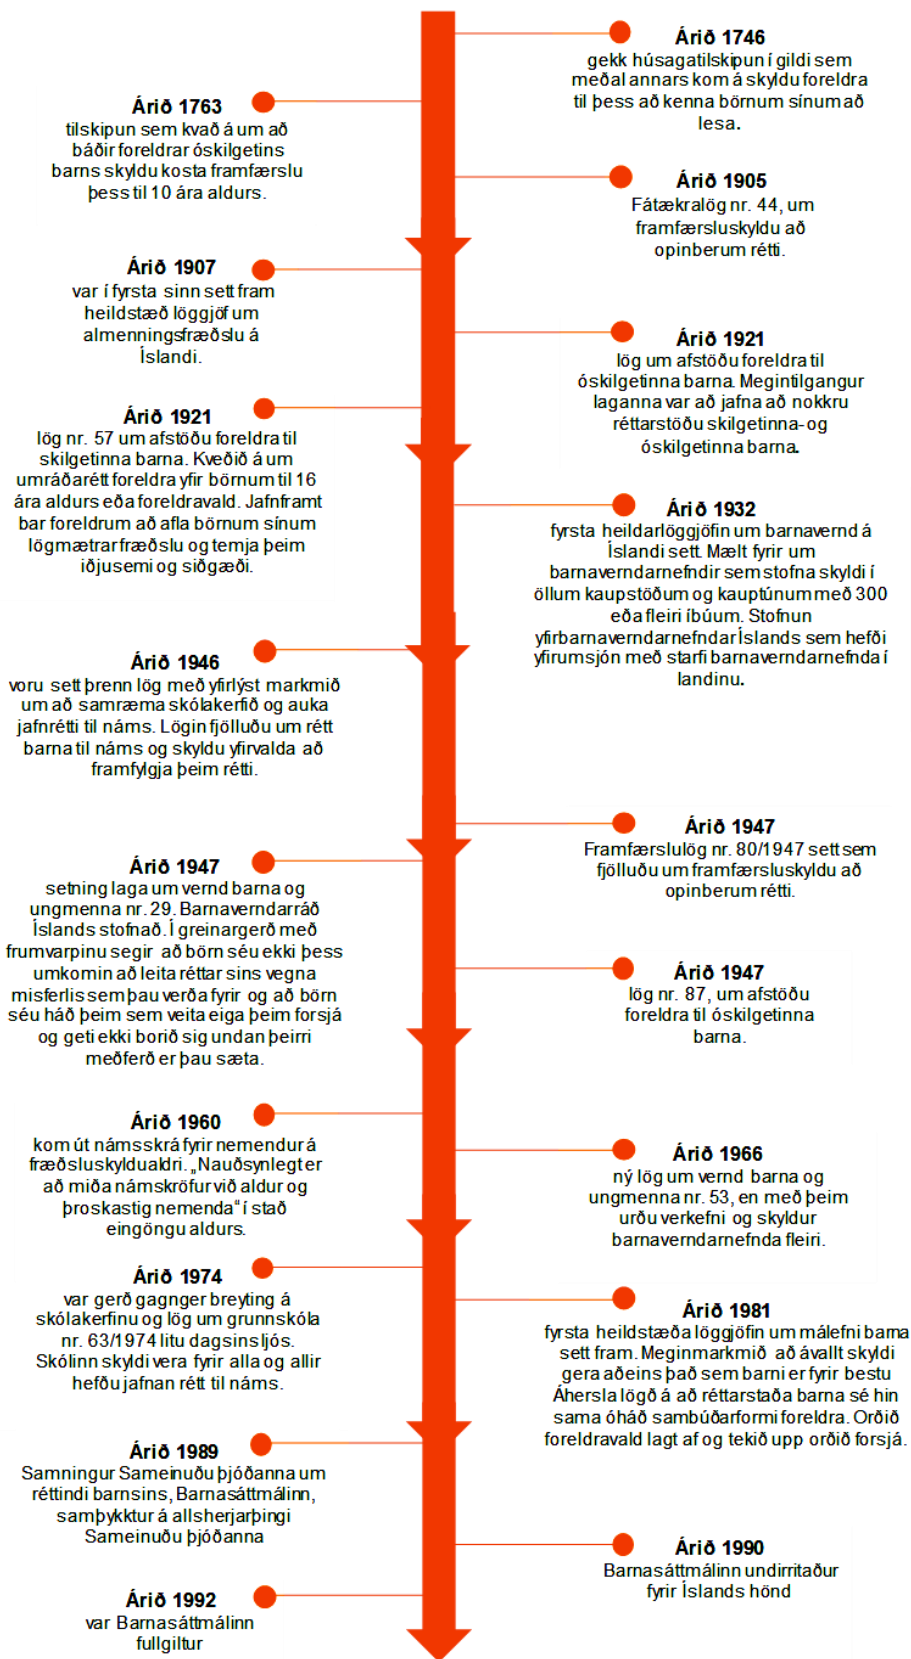 Árið 1746
gekk húsagatilskipun í gildi sem
meðal annars kom á skyldu foreldra
til þess að kenna börnum sínum að
lesa.
Árið 1763
tilskipun sem kvað á um að
báðir foreldrar óskilgetins
barns skyldu kosta framfærslu
þess til 10 ára aldurs.
Árið 1905
Fátækralög nr. 44, um
framfærsluskyldu að
opinberum rétti.
Árið 1907
var í fyrsta sinn sett fram
heildstæð löggjöf um
almenningsfræðslu á
Íslandi.
Árið 1921
lög um afstöðu foreldra til
óskilgetinna barna. Megintilgangur
laganna var að jafna að nokkru
réttarstöðu skilgetinna- og
óskilgetinna barna.
Árið 1921
lög nr. 57 um afstöðu foreldra til
skilgetinna barna. Kveðið á um
umráðarétt foreldra yfir börnum til 16
ára aldurs eða foreldravald. Jafnframt
bar foreldrum að afla börnum sínum
lögmætrar fræðslu og temja þeim
iðjusemi og siðgæði.
Árið 1932
fyrsta heildarlöggjöfin um barnavernd á
Íslandi sett. Mælt fyrir um
barnaverndarnefndir sem stofna skyldi í
öllum kaupstöðum og kauptúnum með 300
eða fleiri íbúum. Stofnun
yfirbarnaverndarnefndar Íslands sem hefði
yfirumsjón með starfi barnaverndarnefnda í
landinu.
Árið 1946
voru sett þrenn lög með yfirlýst markmið
um að samræma skólakerfið og auka
jafnrétti til náms. Lögin fjölluðu um rétt
barna til náms og skyldu yfirvalda að
framfylgja þeim rétti.
Árið 1947
Framfærslulög nr. 80/1947 sett sem
fjölluðu um framfærsluskyldu að
opinberum rétti.
Árið 1947
setning laga um vernd barna og
ungmenna nr. 29. Barnaverndarráð
Íslands stofnað. Í greinargerð með
frumvarpinu segir að börn séu ekki þess
umkomin að leita réttar sins vegna
misferlis sem þau verða fyrir og að börn
séu háð þeim sem veita eiga þeim forsjá
og geti ekki borið sig undan þeirri
meðferð er þau sæta.
Árið 1947
lög nr. 87, um afstöðu
foreldra til óskilgetinna
barna.
Árið 1960
kom út námsskrá fyrir nemendur á
fræðsluskyldualdri. „Nauðsynlegt er
að miða námskröfur við aldur og
þroskastig nemenda“ í stað
eingöngu aldurs.
Árið 1966
ný lög um vernd barna og
ungmenna nr. 53, en með þeim
urðu verkefni og skyldur
barnaverndarnefnda fleiri.
Árið 1974
var gerð gagnger breyting á
skólakerfinu og lög um grunnskóla
nr. 63/1974 litu dagsins ljós.
Skólinn skyldi vera fyrir alla og allir
hefðu jafnan rétt til náms.
Árið 1981
fyrsta heildstæða löggjöfin um málefni barna
sett fram. Meginmarkmið að ávallt skyldi
gera aðeins það sem barni er fyrir bestu
Áhersla lögð á að réttarstaða barna sé hin
sama óháð sambúðarformi foreldra. Orðið
foreldravald lagt af og tekið upp orðið forsjá.
Árið 1989
Samningur Sameinuðu þjóðanna um
réttindi barnsins, Barnasáttmálinn,
samþykktur á allsherjarþingi
Sameinuðu þjóðanna
Árið 1990
Barnasáttmálinn undirritaður
fyrir Íslands hönd
Árið 1992
var Barnasáttmálinn
fullgiltur